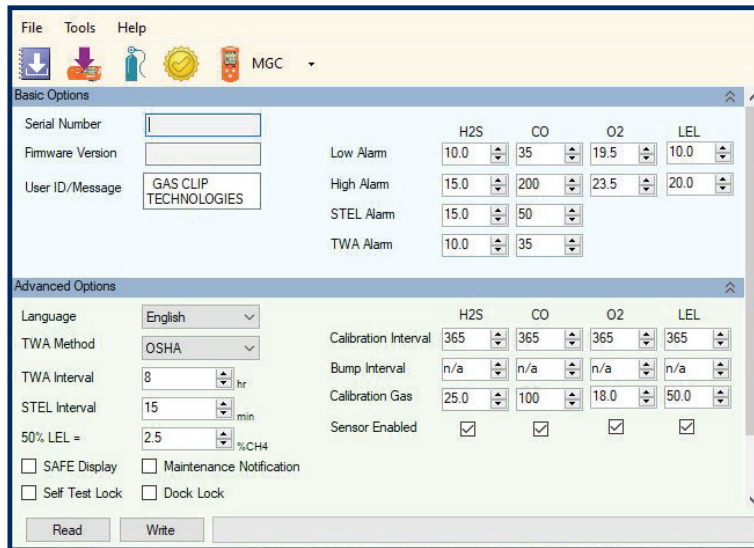 File Tools Help
MGC
Basic Options
Serial Number
Firmware Version
User ID/Message GAS CLIP
TECHNOLOGIES
H2S CO O2 LEL
Low Alarm 10.0 35 19.5 10.0
High Alarm 15.0 200 23.5 20.0
STEL Alarm 15.0 50
TWA Alarm 10.0 35
Advanced Options
Language English
TWA Method OSHA
TWA Interval 8 hr
STEL Interval 15 min
50% LEL = 2.5 %CH4
SAFE Display Maintenance Notification
Self Test Lock Dock Lock
H2S CO O2 LEL
Calibration Interval 365 365 365 365
Bump Interval n/a n/a n/a n/a
Calibration Gas 25.0 100 18.0 50.0
Sensor Enabled
Read Write